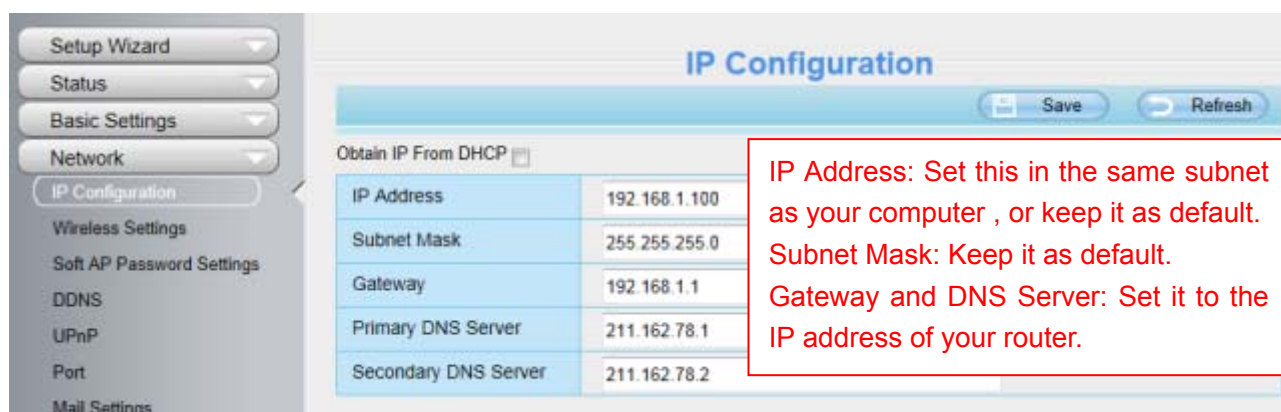 Setup Wizard
Status
Basic Settings
Network
IP Configuration
Wireless Settings
Soft AP Password Settings
DDNS
UPnP
Port
Mail Settings
IP Configuration
Save
Refresh
Obtain IP From DHCP
IP Address 192.168.1.100
Subnet Mask 255.255.255.0
Gateway 192.168.1.1
Primary DNS Server 211.162.78.1
Secondary DNS Server 211.162.78.2
IP Address: Set this in the same subnet
as your computer , or keep it as default.
Subnet Mask: Keep it as default.
Gateway and DNS Server: Set it to the
IP address of your router.